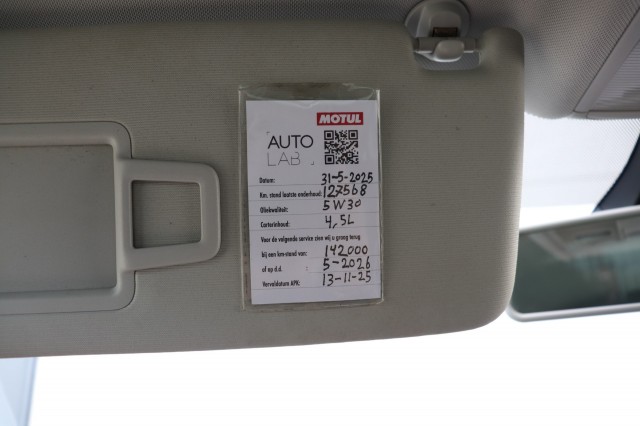 MOTUL
AUTO
LAB
Datum: 31-5-2025
Km. stand laatste onderhoud: 127568
Oliekwaliteit: 5W30
Carterinhoud: 4,5L
Voor de volgende service zien wij u graag terug
bij een km-stand van: 142000
of op d.d. 5-2026
Vervaldatum APK: 13-11-25